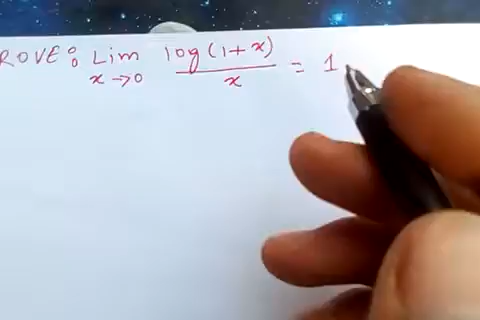 ROVE: Lim log(1+x) = 1
x→0 x